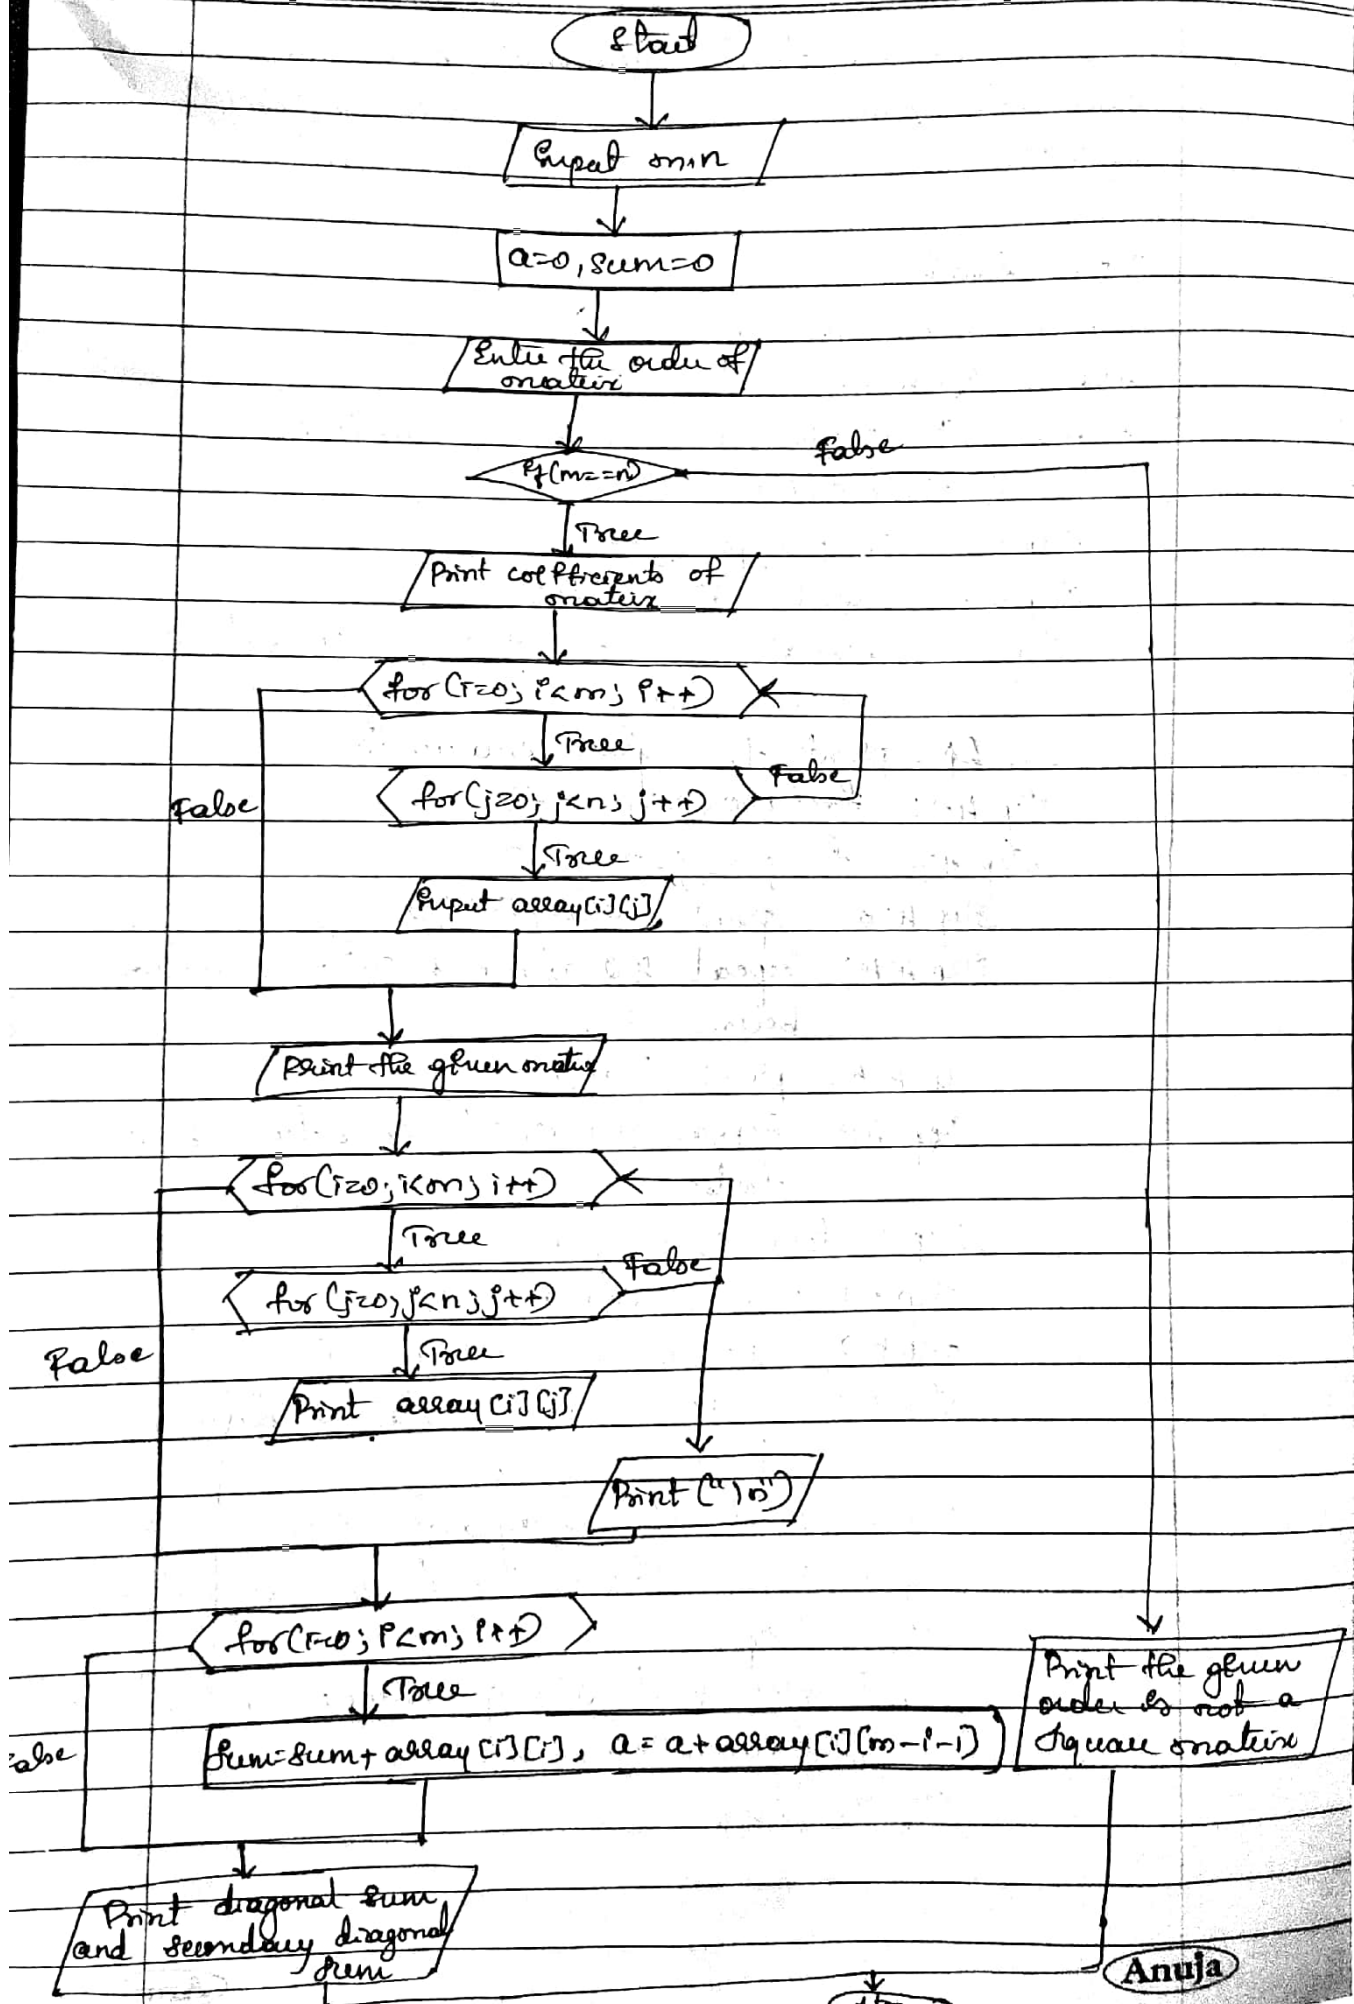 Start
Input m,n
a=0, sum=0
Enter the order of
matrix
if(m==n)
False
True
Print coefficients of
matrix
for(i=0; i<m; i++)
True
for(j=0; j<n; j++)
False
False
True
Input array[i][j]
Print the given matrix
for(i=0; i<m; i++)
True
for(j=0; j<n; j++)
False
False
True
Print array[i][j]
Print("\n")
for(i=0; i<m; i++)
True
Print the given
order is not a
Square matrix
Sum=Sum+array[i][i], a=a+array[i][m-i-1]
alse
Print diagonal Sum
and secondary diagonal
Sum
Anuja